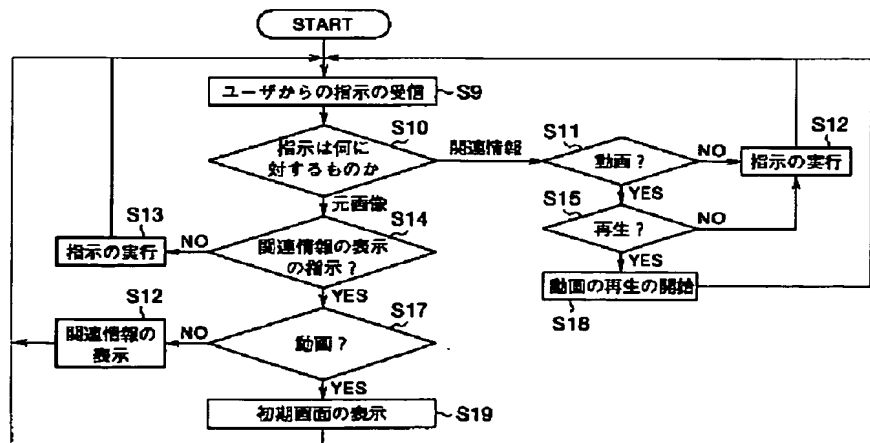 START
ユーザからの指示の受信
S9
S10
指示は何に
対するものか
関連情報
S11
動画?
NO
S12
指示の実行
YES
元画像
S15
再生?
NO
YES
動画の再生の開始
S18
S14
関連情報の表示
の指示?
NO
S13
指示の実行
YES
S17
動画?
NO
S12
関連情報の
表示
YES
初期画面の表示
S19